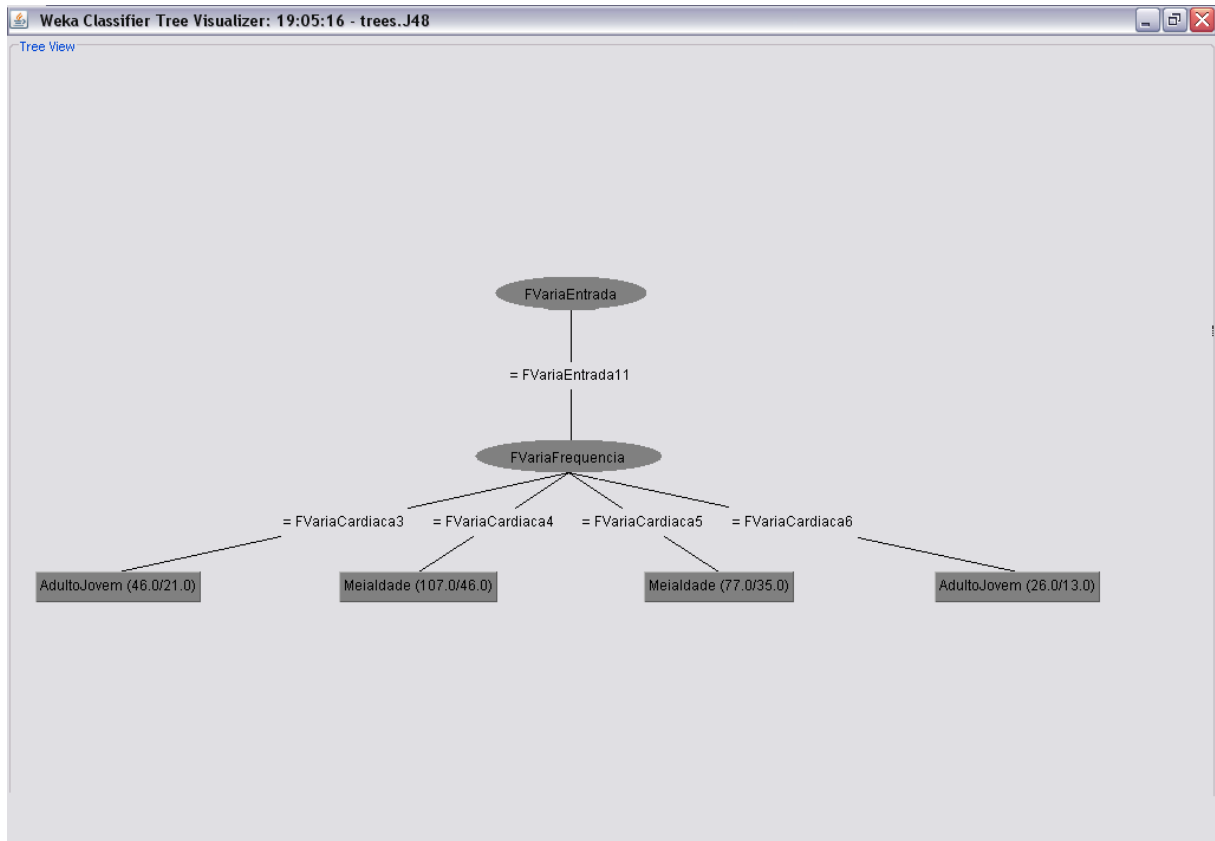 Weka Classifier Tree Visualizer: 19:05:16 - trees.J48
Tree View
FVariaEntrada
= FVariaEntrada11
FVariaFrequencia
= FVariaCardiaca3 = FVariaCardiaca4 = FVariaCardiaca5 = FVariaCardiaca6
AdultoJovem (46.0/21.0) MeiaIdade (107.0/46.0) MeiaIdade (77.0/35.0) AdultoJovem (26.0/13.0)